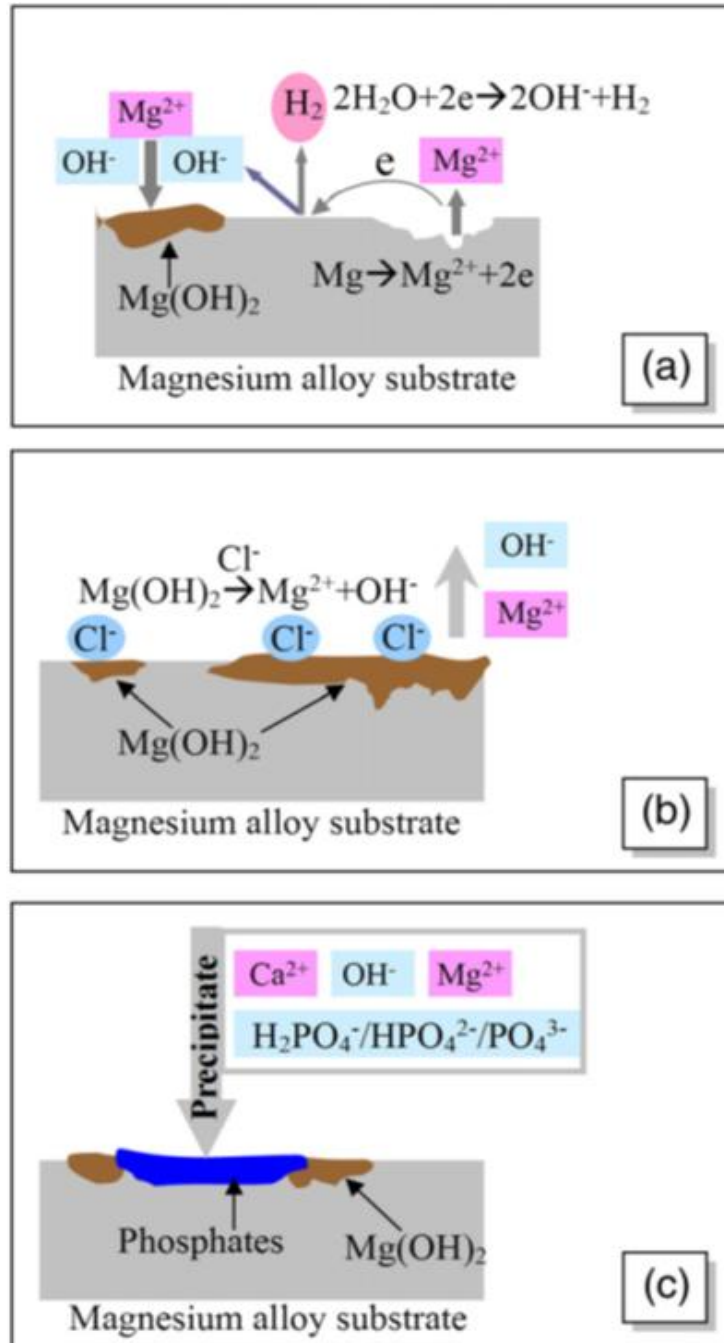 H₂ 2H₂O+2e→2OH⁻+H₂
Mg²⁺
OH⁻ OH⁻
e
Mg²⁺
Mg(OH)₂
Mg→Mg²⁺+2e
Magnesium alloy substrate
(a)
OH⁻
Cl⁻
Mg(OH)₂→Mg²⁺+OH⁻
Mg²⁺
Cl⁻ Cl⁻ Cl⁻
Mg(OH)₂
Magnesium alloy substrate
(b)
Precipitate
Ca²⁺ OH⁻ Mg²⁺
H₂PO₄⁻/HPO₄²⁻/PO₄³⁻
Phosphates
Mg(OH)₂
Magnesium alloy substrate
(c)